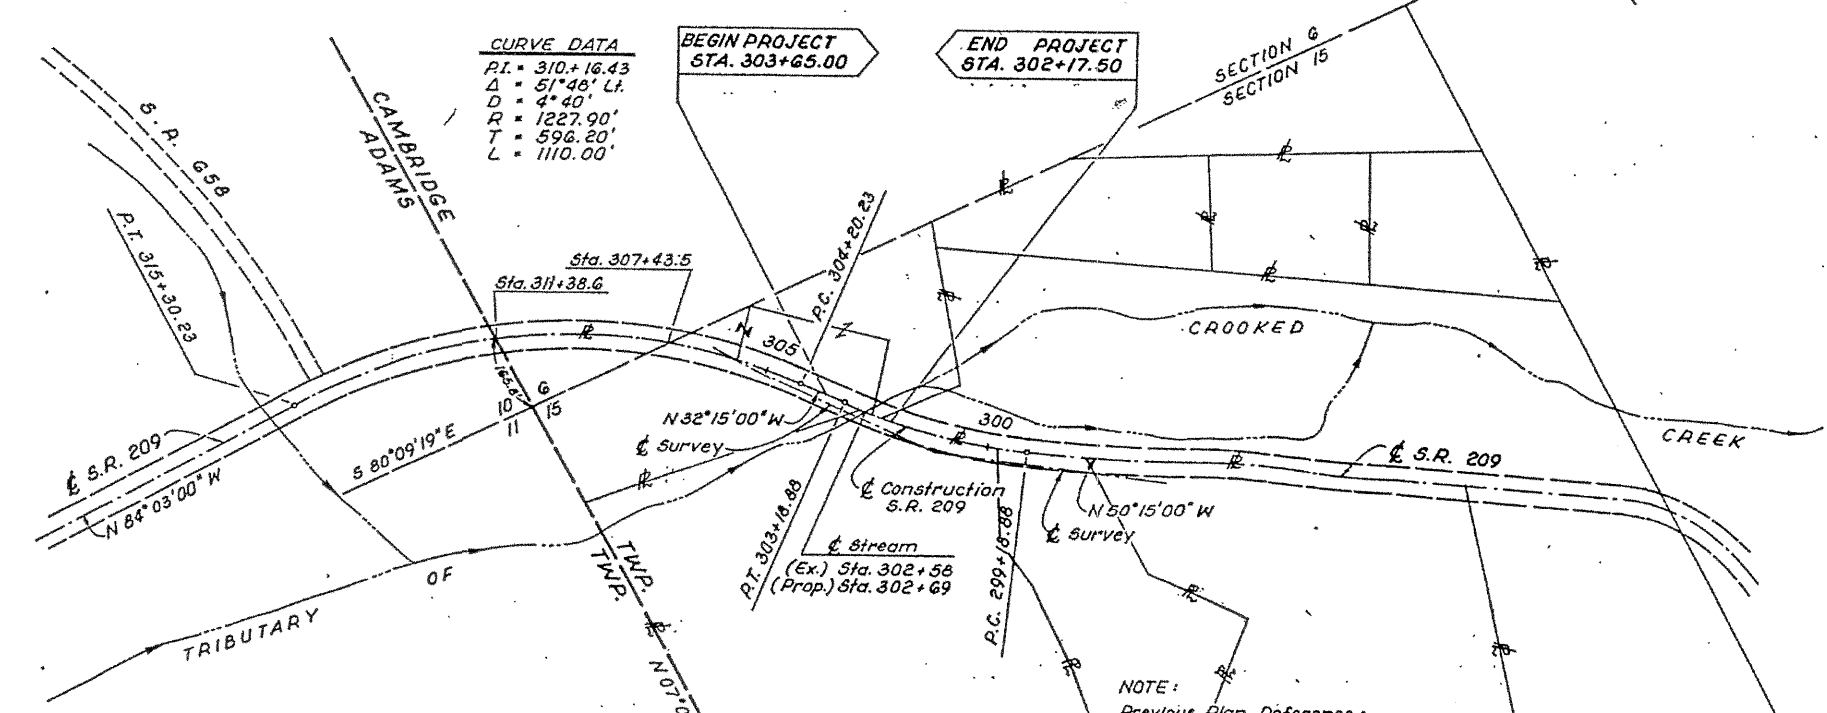 CURVE DATA
P.I. = 310+16.43
Δ = 51°48' Lt.
D = 4°40'
R = 1227.90'
T = 596.20'
L = 1110.00'
BEGIN PROJECT
STA. 303+65.00
END PROJECT
STA. 302+17.50
SECTION 6
SECTION 15
S.R. 658
CAMBRIDGE
ADAMS
P.T. 315+30.23
Sta. 307+43.5
Sta. 311+38.6
P.C. 304+20.23
305
N 32°15'00" W
℄ Survey
300
CROOKED
CREEK
10
6
11
15
S 80°09'19" E
℄ S.R. 209
N 84°03'00" W
℄ S.R. 209
℄ Construction
S.R. 209
N 50°15'00" W
℄ Survey
P.T. 303+18.88
℄ Stream
(Ex.) Sta. 302+58
(Prop.) Sta. 302+69
P.C. 299+18.88
TWP.
TWP.
TRIBUTARY
OF
N 07°
NOTE:
Previous Plan